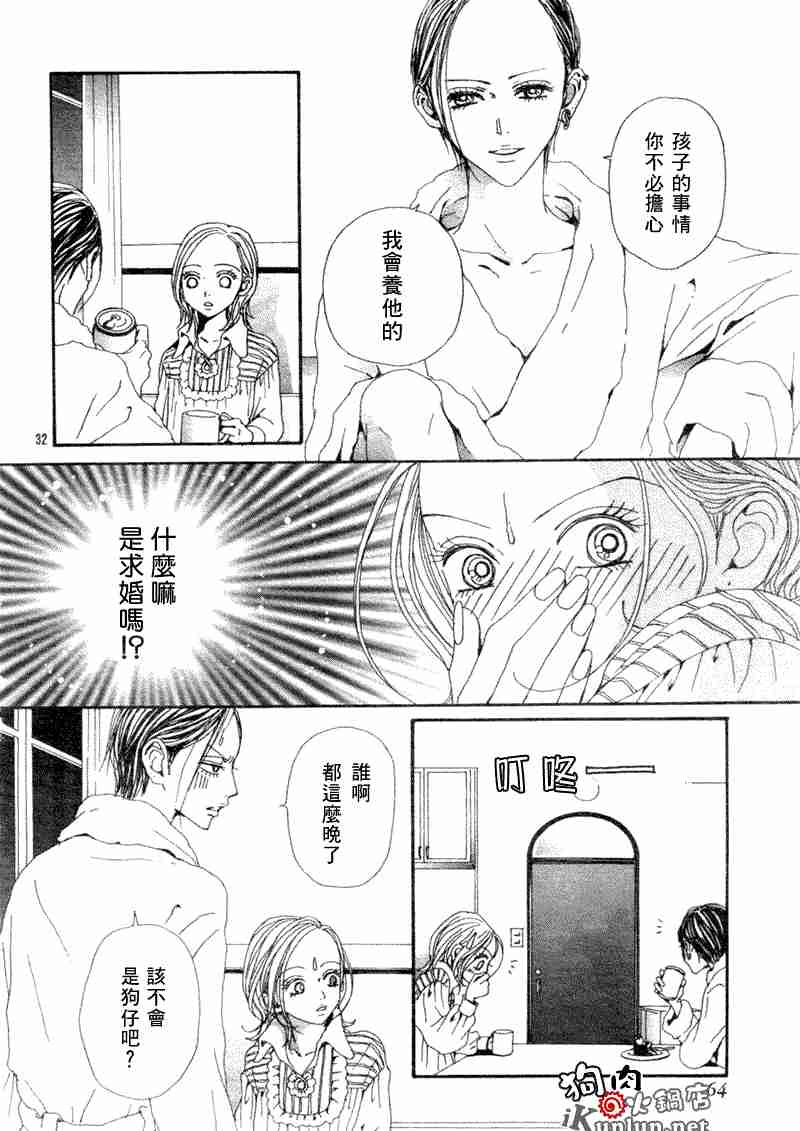 孩子的事情
你不必擔心
我會養他的
32
什麼嘛
是求婚嗎!?
叮咚——
誰啊
都這麼晚了
該不會
是狗仔吧?
64
狗肉
火鍋店
iKunlun.net